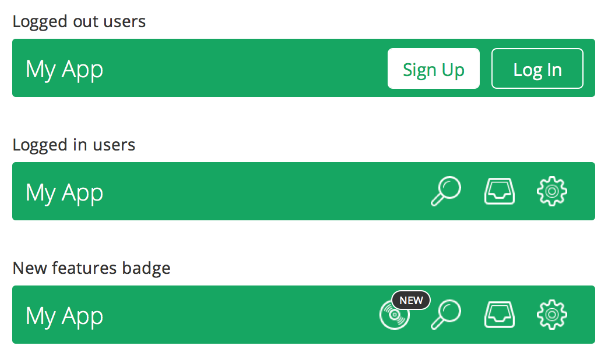 Logged out users
My App
Sign Up
Log In
Logged in users
My App
New features badge
My App
NEW